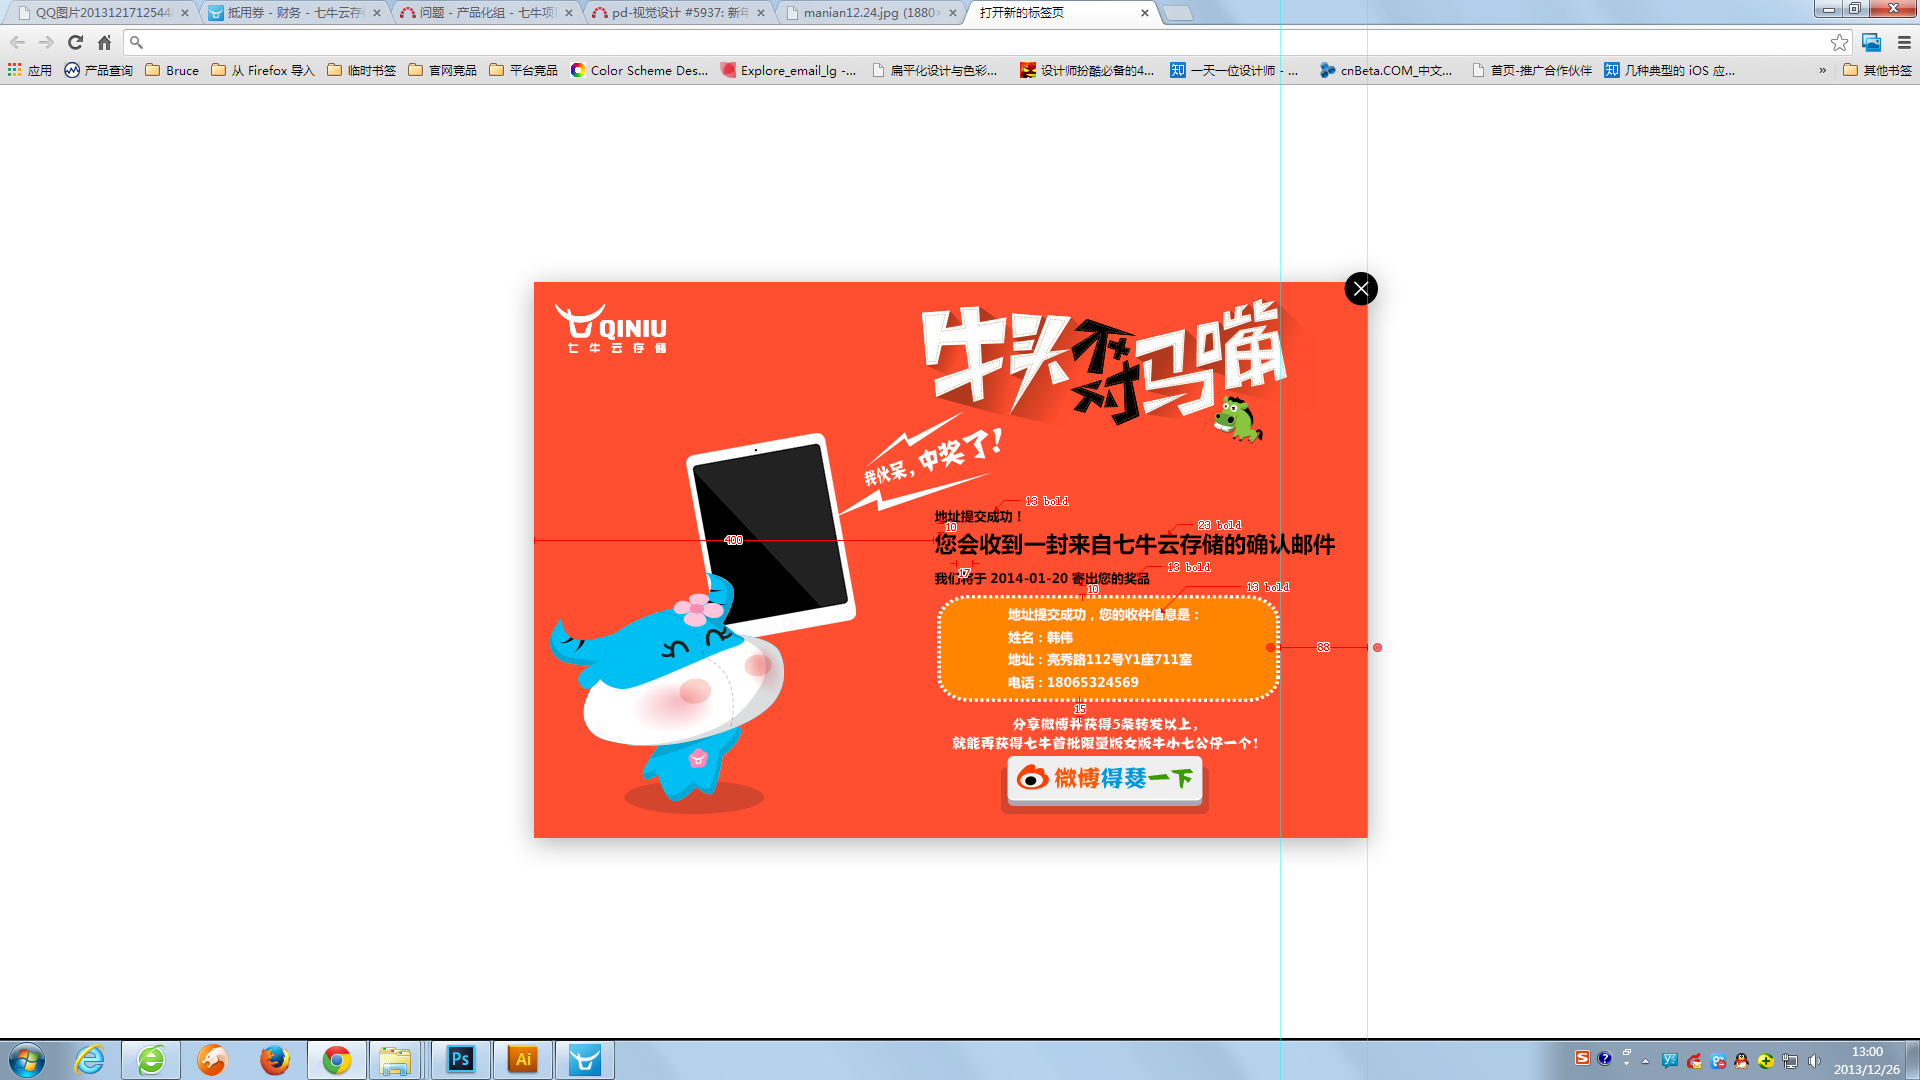 QQ图片2013121712544
抵用券 - 财务 - 七牛云存
问题 - 产品化组 - 七牛项
pd-视觉设计 #5937: 新年
manian12.24.jpg (1880×
打开新的标签页
应用
产品查询
Bruce
从 Firefox 导入
临时书签
官网竞品
平台竞品
Color Scheme Des...
Explore_email_lg -...
扁平化设计与色彩...
设计师扮酷必备的4...
知 一天一位设计师 - ...
cnBeta.COM_中文...
首页-推广合作伙伴
知 几种典型的 iOS 应...
»
其他书签
QINIU
七牛云存储
牛头不对马嘴
我伙呆，中奖了！
13 bold
地址提交成功！
10
23 bold
400
您会收到一封来自七牛云存储的确认邮件
13 bold
17
我们将于 2014-01-20 寄出您的奖品
10
13 bold
地址提交成功，您的收件信息是：
姓名：韩伟
88
地址：亮秀路112号Y1座711室
电话：18065324569
15
分享微博并获得5条转发以上，
就能再获得七牛首批限量版女版牛小七公仔一个！
微博得瑟一下
Ps
Ai
13:00
2013/12/26